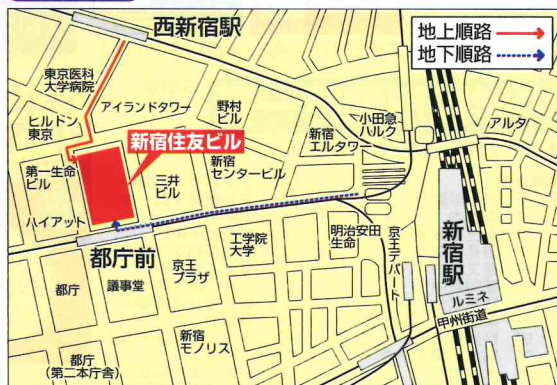 西新宿駅
地上順路
地下順路
東京医科
大学病院
アイランドタワー
野村
ビル
小田急
ハルク
アルタ
ヒルトン
東京
新宿住友ビル
新宿
エルタワー
第一生命
ビル
三井
ビル
新宿
センタービル
ハイアット
都庁前
工学院
大学
明治安田
生命
京王デパート
新宿駅
都庁
議事堂
京王
プラザ
ルミネ
甲州街道
新宿
モノリス
都庁
(第二本庁舎)